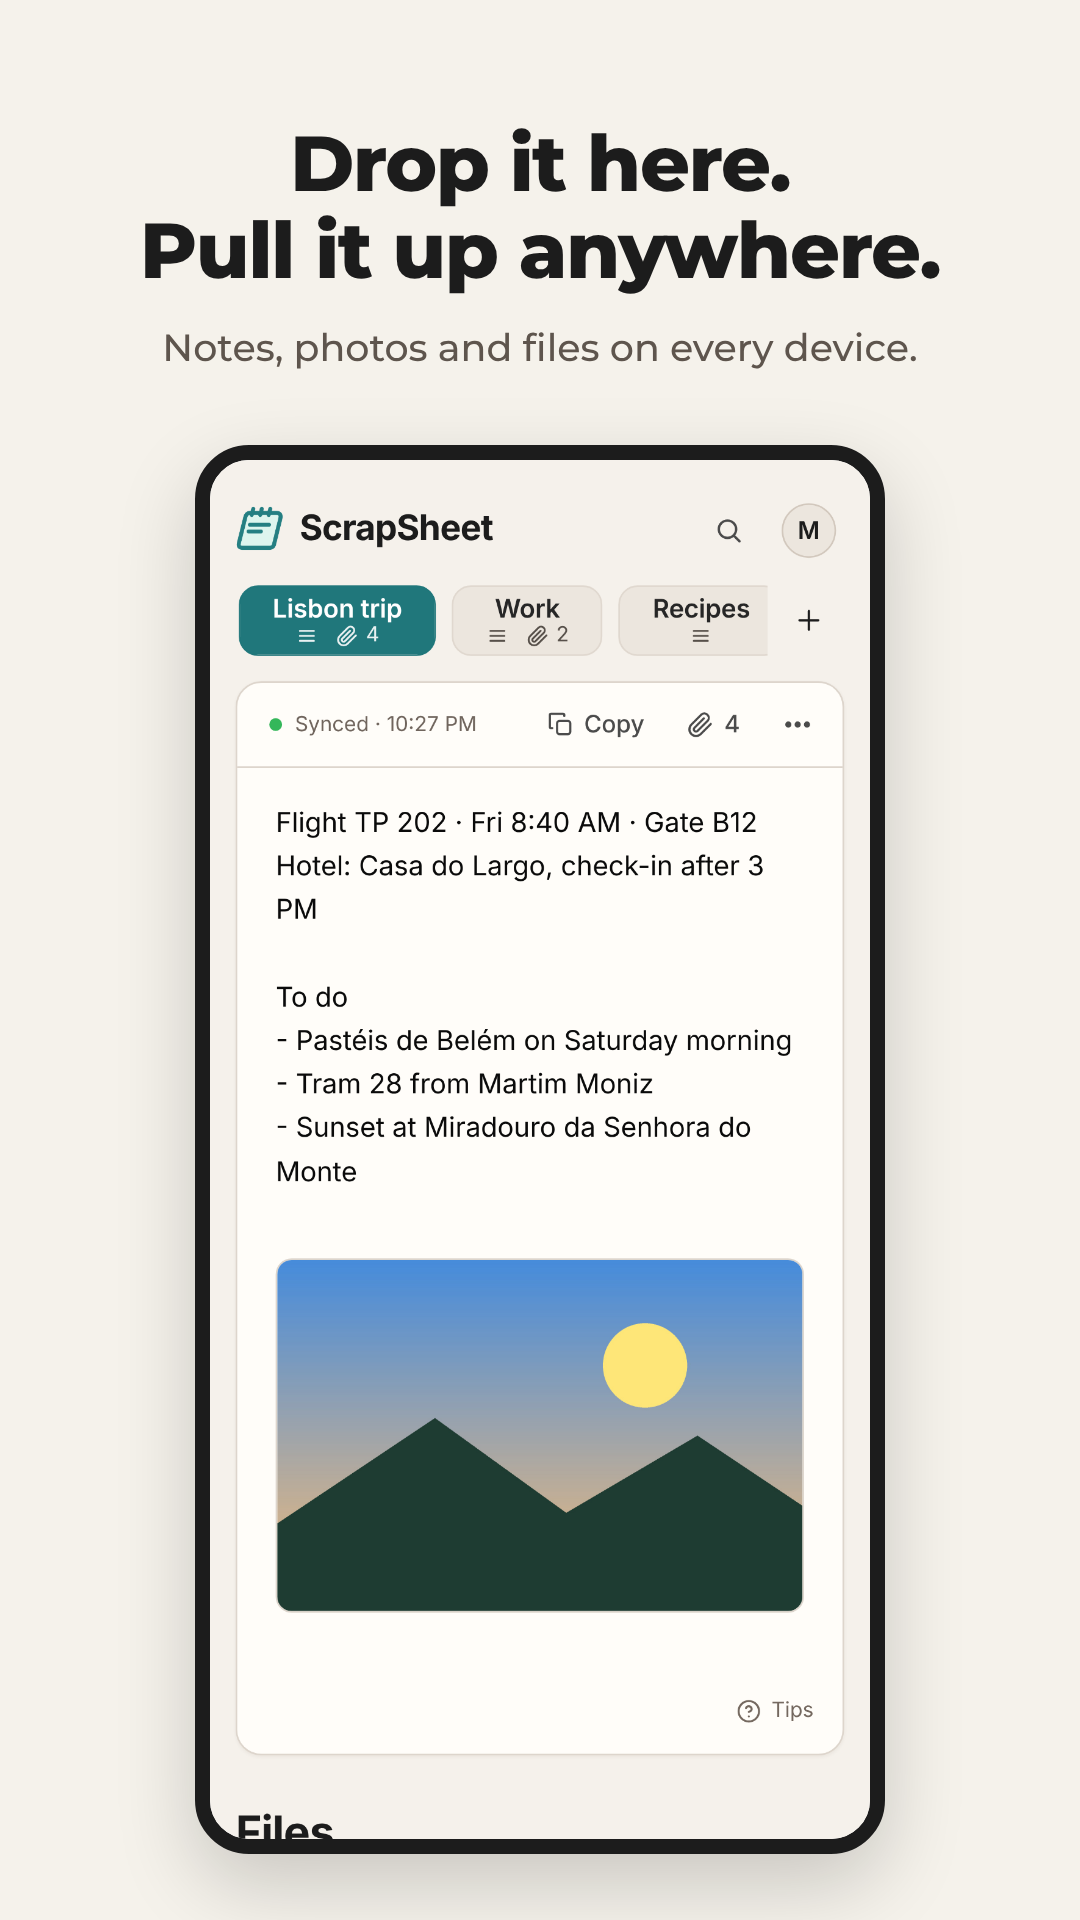 Drop it here.
Pull it up anywhere.
Notes, photos and files on every device.
ScrapSheet
M
Lisbon trip
4
Work
2
Recipes
Synced · 10:27 PM
Copy
4
Flight TP 202 · Fri 8:40 AM · Gate B12
Hotel: Casa do Largo, check-in after 3
PM
To do
- Pastéis de Belém on Saturday morning
- Tram 28 from Martim Moniz
- Sunset at Miradouro da Senhora do
Monte
Tips
Files